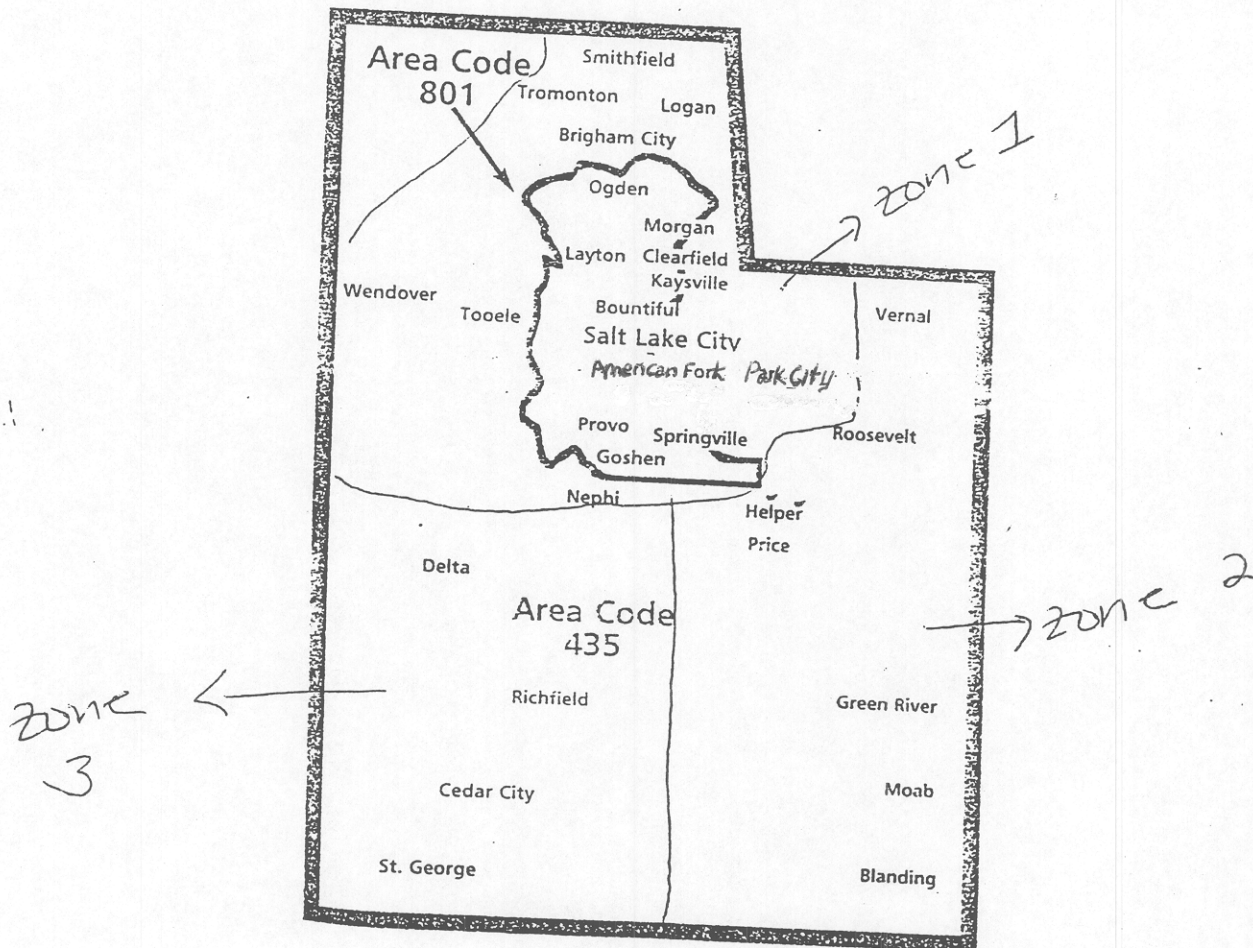 Area Code
801
Smithfield
Tromonton
Logan
Brigham City
zone 1
Ogden
Morgan
Layton
Clearfield
Kaysville
Wendover
Tooele
Bountiful
Vernal
Salt Lake City
American Fork
Park City
Provo
Springville
Roosevelt
Goshen
Nephi
Helper
Price
Delta
Area Code
435
zone 2
zone
3
Richfield
Green River
Cedar City
Moab
St. George
Blanding